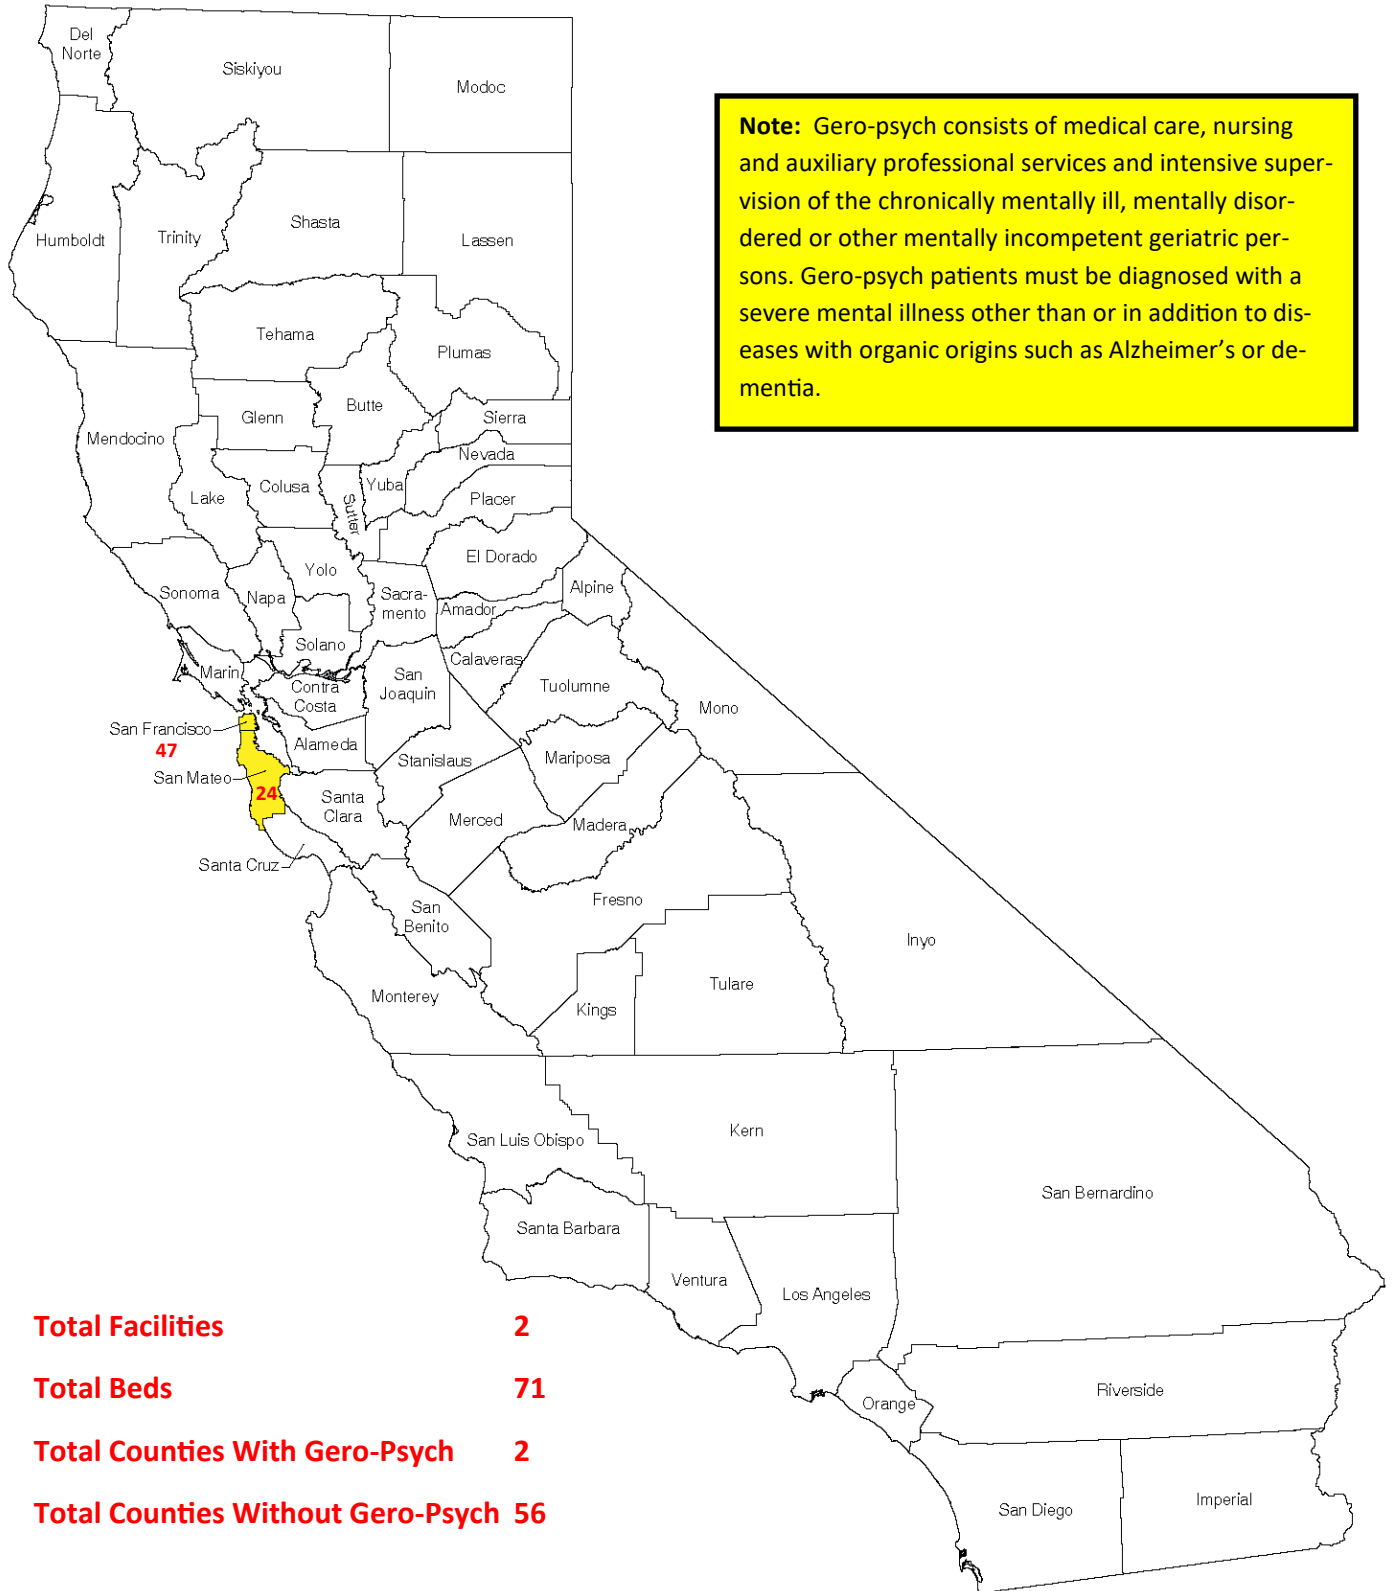 Del
Norte
Siskiyou
Modoc
Note: Gero-psych consists of medical care, nursing
and auxiliary professional services and intensive super-
vision of the chronically mentally ill, mentally disor-
dered or other mentally incompetent geriatric per-
sons. Gero-psych patients must be diagnosed with a
severe mental illness other than or in addition to dis-
eases with organic origins such as Alzheimer's or de-
mentia.
Humboldt
Trinity
Shasta
Lassen
Tehama
Plumas
Glenn
Butte
Sierra
Mendocino
Nevada
Lake
Colusa
Sutter
Yuba
Placer
El Dorado
Yolo
Sonoma
Napa
Sacra-
mento
Amador
Alpine
Solano
Calaveras
Marin
Contra
Costa
San
Joaquin
Tuolumne
Mono
San Francisco
47
Alameda
Stanislaus
Mariposa
San Mateo
24
Santa
Clara
Merced
Madera
Santa Cruz
San
Benito
Fresno
Inyo
Monterey
Kings
Tulare
San Luis Obispo
Kern
San Bernardino
Santa Barbara
Ventura
Los Angeles
Orange
Riverside
San Diego
Imperial
Total Facilities 2
Total Beds 71
Total Counties With Gero-Psych 2
Total Counties Without Gero-Psych 56